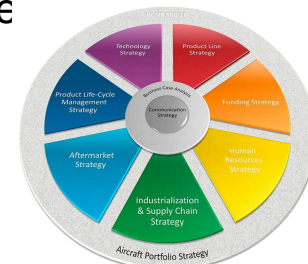 e
Technology
Strategy
Product Line
Strategy
Product Life-Cycle
Management
Strategy
Business Case Analysis
Communication
Strategy
Funding Strategy
Aftermarket
Strategy
Human
Resources
Strategy
Industrialization
& Supply Chain
Strategy
Aircraft Portfolio Strategy